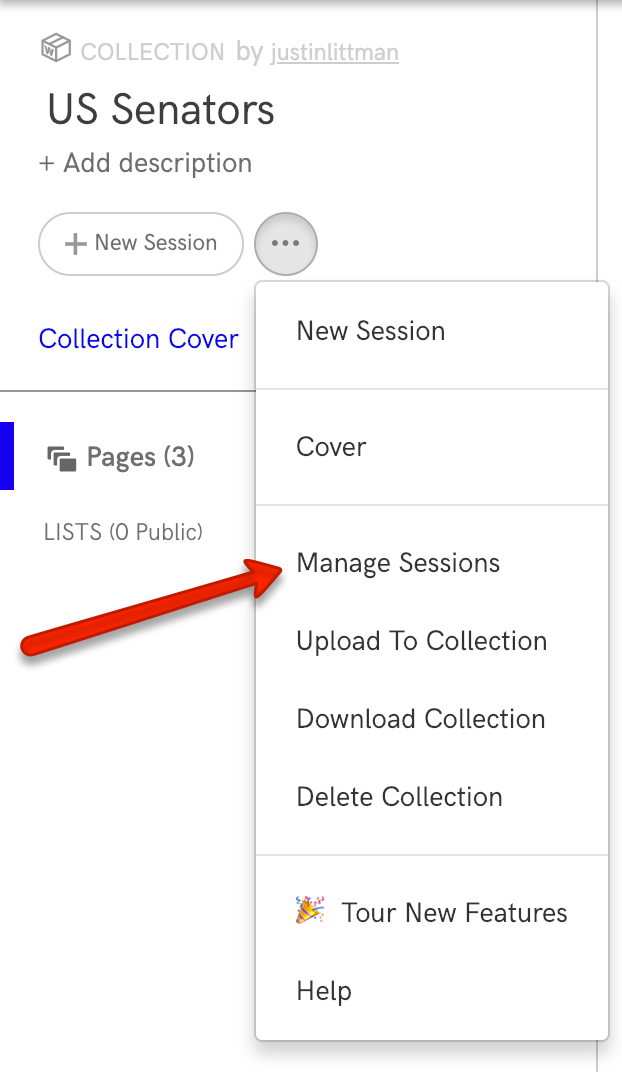 COLLECTION by justinlittman
US Senators
+ Add description
+ New Session
Collection Cover
Pages (3)
LISTS (0 Public)
New Session
Cover
Manage Sessions
Upload To Collection
Download Collection
Delete Collection
🎉 Tour New Features
Help